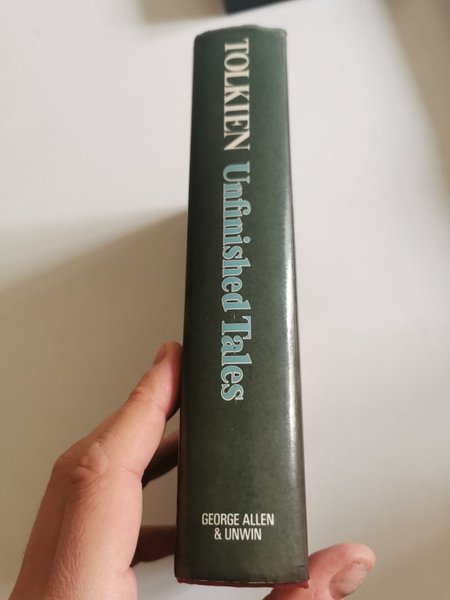 TOLKIEN Unfinished Tales
GEORGE ALLEN
& UNWIN